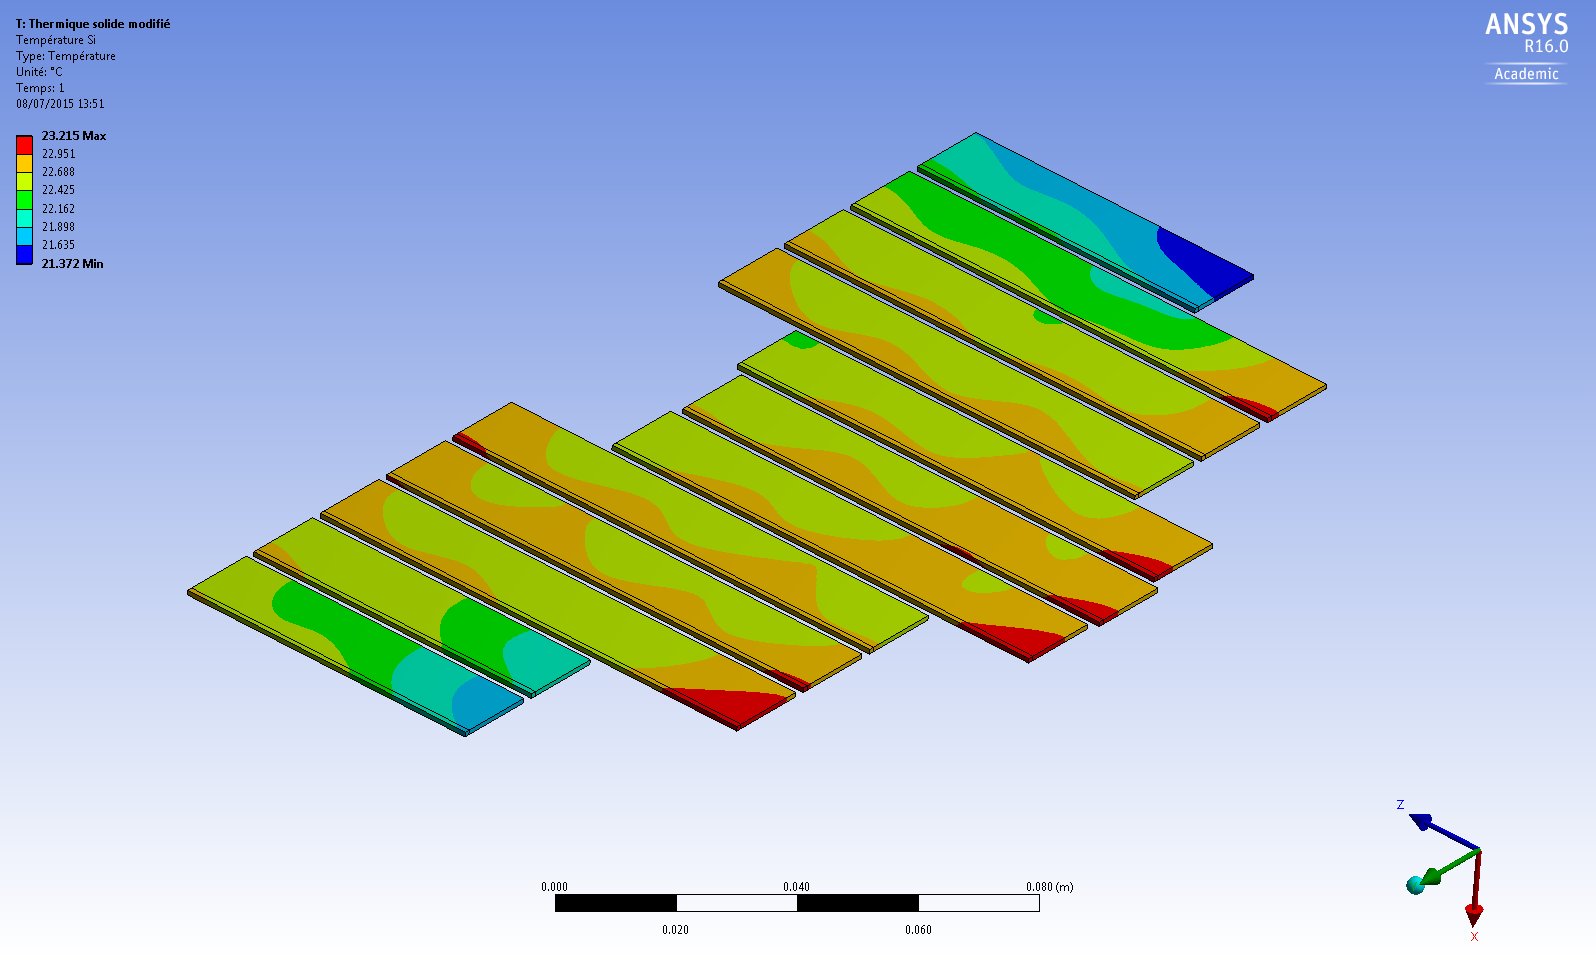 T: Thermique solide modifié
Température Si
Type: Température
Unité: °C
Temps: 1
08/07/2015 13:51
23.215 Max
22.951
22.688
22.425
22.162
21.898
21.635
21.372 Min
ANSYS
R16.0
Academic
0.000
0.040
0.080 (m)
0.020
0.060
Z
X